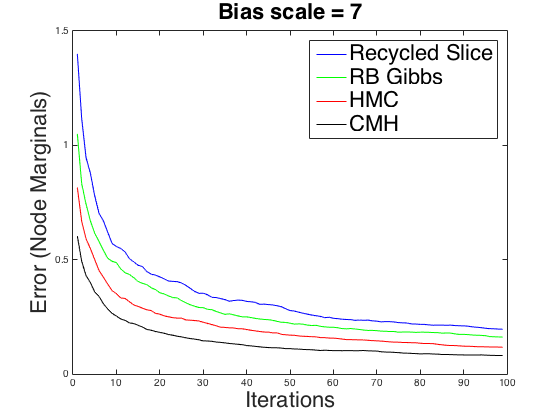 Bias scale = 7
1.5
1
0.5
0
Error (Node Marginals)
Recycled Slice
RB Gibbs
HMC
CMH
0 10 20 30 40 50 60 70 80 90 100
Iterations